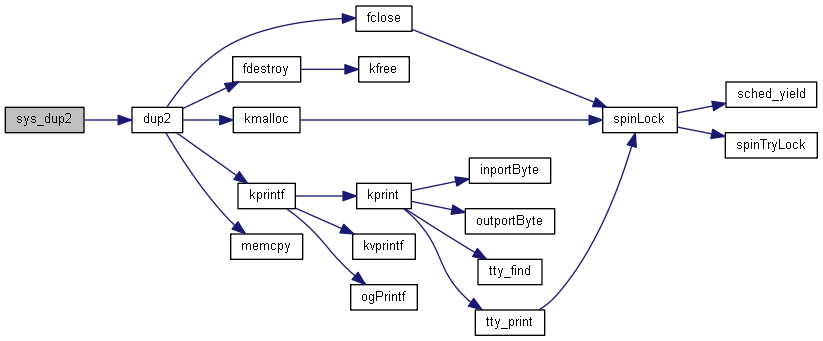 sys_dup2
dup2
fclose
fdestroy
kfree
kmalloc
kprintf
memcpy
kprint
kvprintf
ogPrintf
inportByte
outportByte
tty_find
tty_print
spinLock
sched_yield
spinTryLock